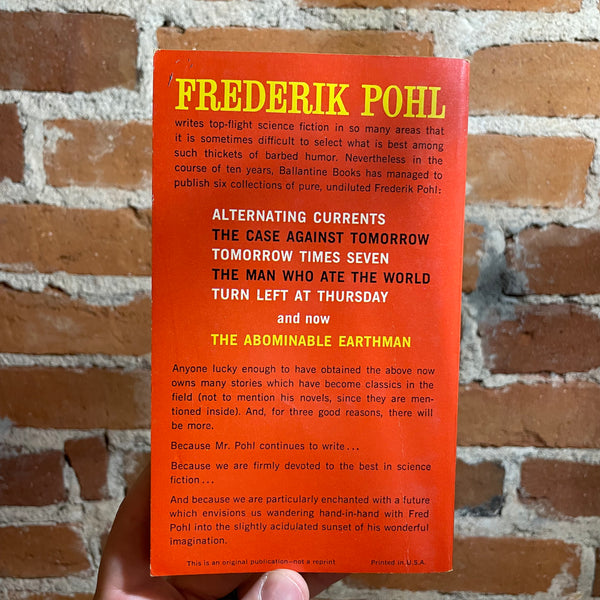 FREDERIK POHL
writes top-flight science fiction in so many areas that
it is sometimes difficult to select what is best among
such thickets of barbed humor. Nevertheless in the
course of ten years, Ballantine Books has managed to
publish six collections of pure, undiluted Frederik Pohl:
ALTERNATING CURRENTS
THE CASE AGAINST TOMORROW
TOMORROW TIMES SEVEN
THE MAN WHO ATE THE WORLD
TURN LEFT AT THURSDAY
and now
THE ABOMINABLE EARTHMAN
Anyone lucky enough to have obtained the above now
owns many stories which have become classics in the
field (not to mention his novels, since they are men-
tioned inside). And, for three good reasons, there will
be more.
Because Mr. Pohl continues to write...
Because we are firmly devoted to the best in science
fiction...
And because we are particularly enchanted with a future
which envisions us wandering hand-in-hand with Fred
Pohl into the slightly acidulated sunset of his wonderful
imagination.
This is an original publication—not a reprint Printed in U.S.A.